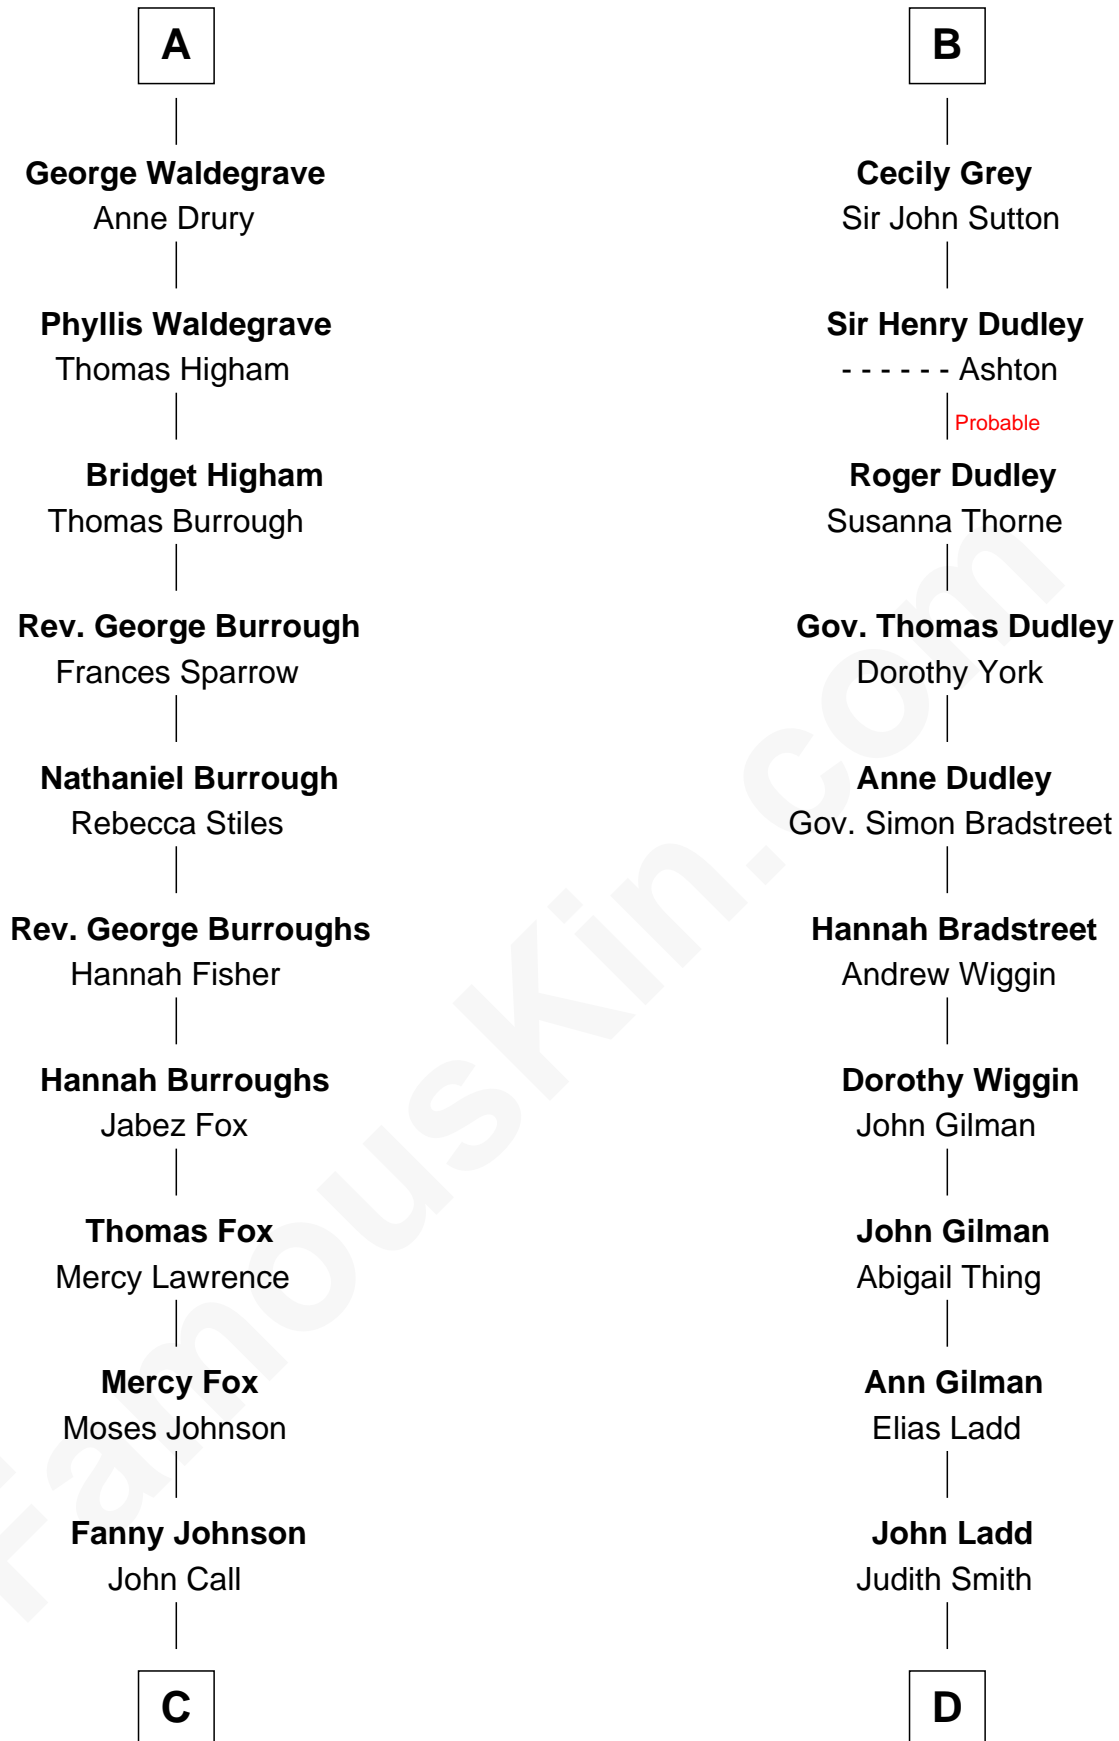 A
George Waldegrave
Anne Drury
Phyllis Waldegrave
Thomas Higham
Bridget Higham
Thomas Burrough
Rev. George Burrough
Frances Sparrow
Nathaniel Burrough
Rebecca Stiles
Rev. George Burroughs
Hannah Fisher
Hannah Burroughs
Jabez Fox
Thomas Fox
Mercy Lawrence
Mercy Fox
Moses Johnson
Fanny Johnson
John Call
C
B
Cecily Grey
Sir John Sutton
Sir Henry Dudley
- - - - - - Ashton
Probable
Roger Dudley
Susanna Thorne
Gov. Thomas Dudley
Dorothy York
Anne Dudley
Gov. Simon Bradstreet
Hannah Bradstreet
Andrew Wiggin
Dorothy Wiggin
John Gilman
John Gilman
Abigail Thing
Ann Gilman
Elias Ladd
John Ladd
Judith Smith
D
FamousKin.com